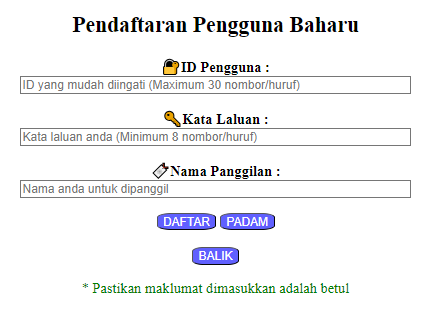 Pendaftaran Pengguna Baharu
ID Pengguna :
ID yang mudah diingati (Maximum 30 nombor/huruf)
Kata Laluan :
Kata laluan anda (Minimum 8 nombor/huruf)
Nama Panggilan :
Nama anda untuk dipanggil
DAFTAR PADAM
BALIK
* Pastikan maklumat dimasukkan adalah betul